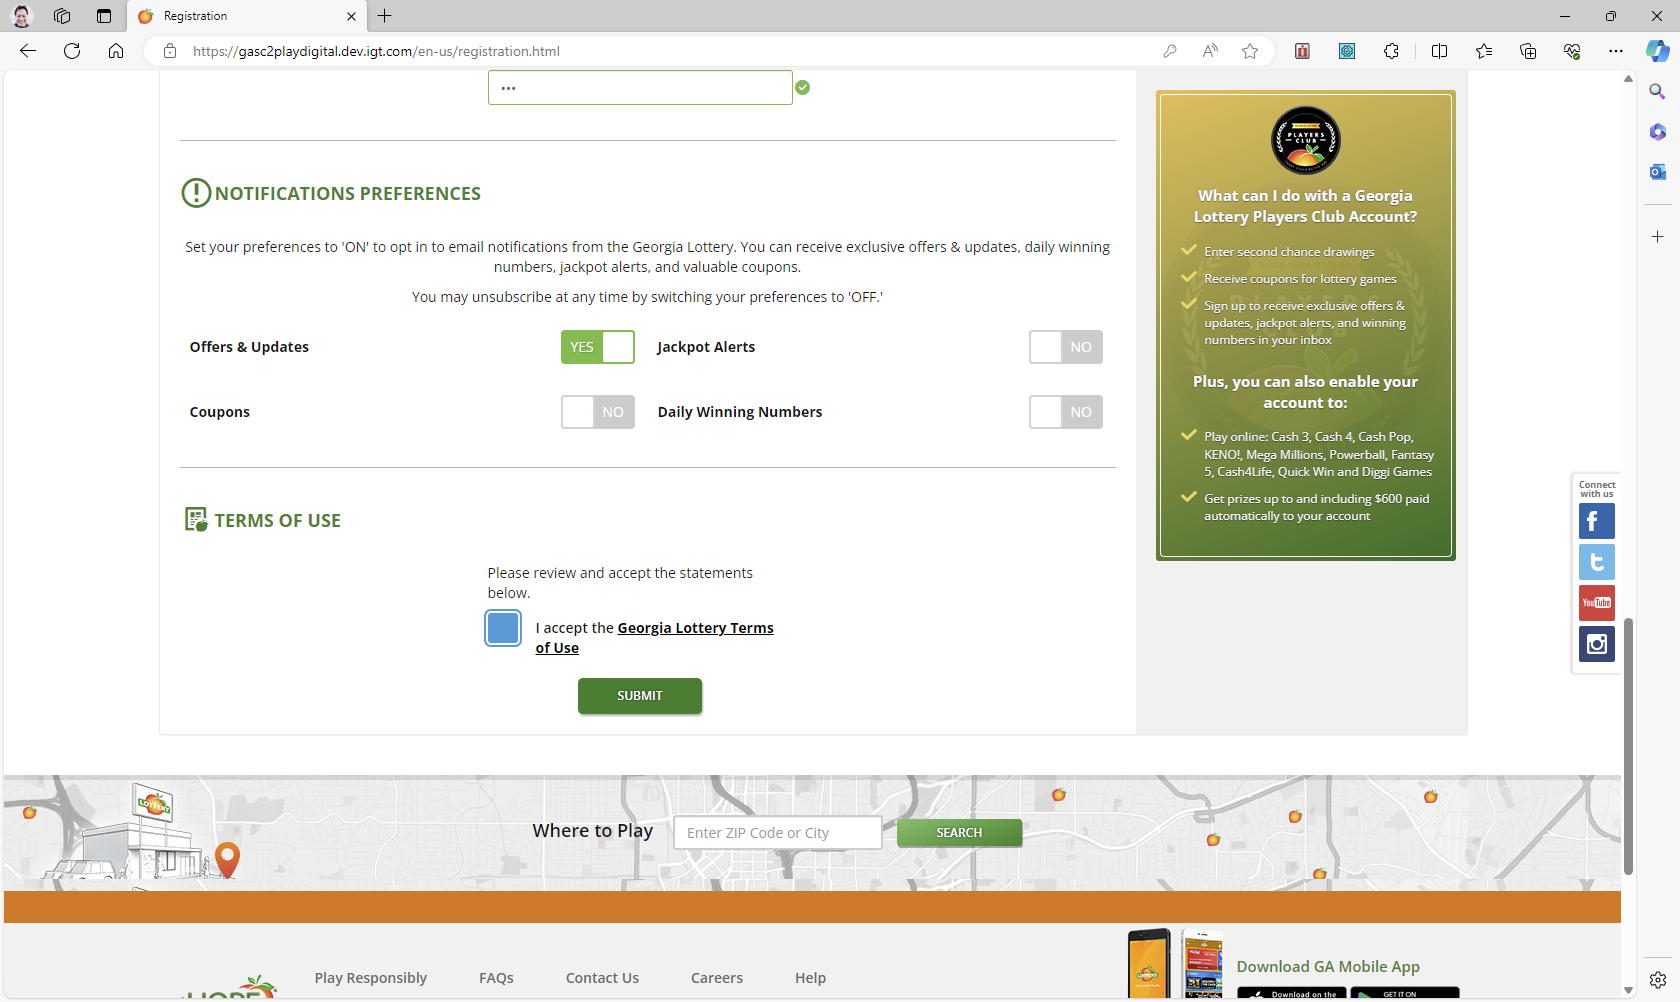 Registration
https://gasc2playdigital.dev.igt.com/en-us/registration.html
•••
NOTIFICATIONS PREFERENCES
Set your preferences to 'ON' to opt in to email notifications from the Georgia Lottery. You can receive exclusive offers & updates, daily winning
numbers, jackpot alerts, and valuable coupons.
You may unsubscribe at any time by switching your preferences to 'OFF.'
Offers & Updates
YES
Jackpot Alerts
NO
Coupons
NO
Daily Winning Numbers
NO
TERMS OF USE
Please review and accept the statements
below.
I accept the Georgia Lottery Terms
of Use
SUBMIT
PLAYERS
CLUB
What can I do with a Georgia
Lottery Players Club Account?
Enter second chance drawings
Receive coupons for lottery games
Sign up to receive exclusive offers &
updates, jackpot alerts, and winning
numbers in your inbox
Plus, you can also enable your
account to:
Play online: Cash 3, Cash 4, Cash Pop,
KENO!, Mega Millions, Powerball, Fantasy
5, Cash4Life, Quick Win and Diggi Games
Get prizes up to and including $600 paid
automatically to your account
Connect
with us
You Tube
LOTTERY
Where to Play
Enter ZIP Code or City
SEARCH
HOPE
Play Responsibly
FAQs
Contact Us
Careers
Help
LOTTERY
Download GA Mobile App
Download on the
GET IT ON